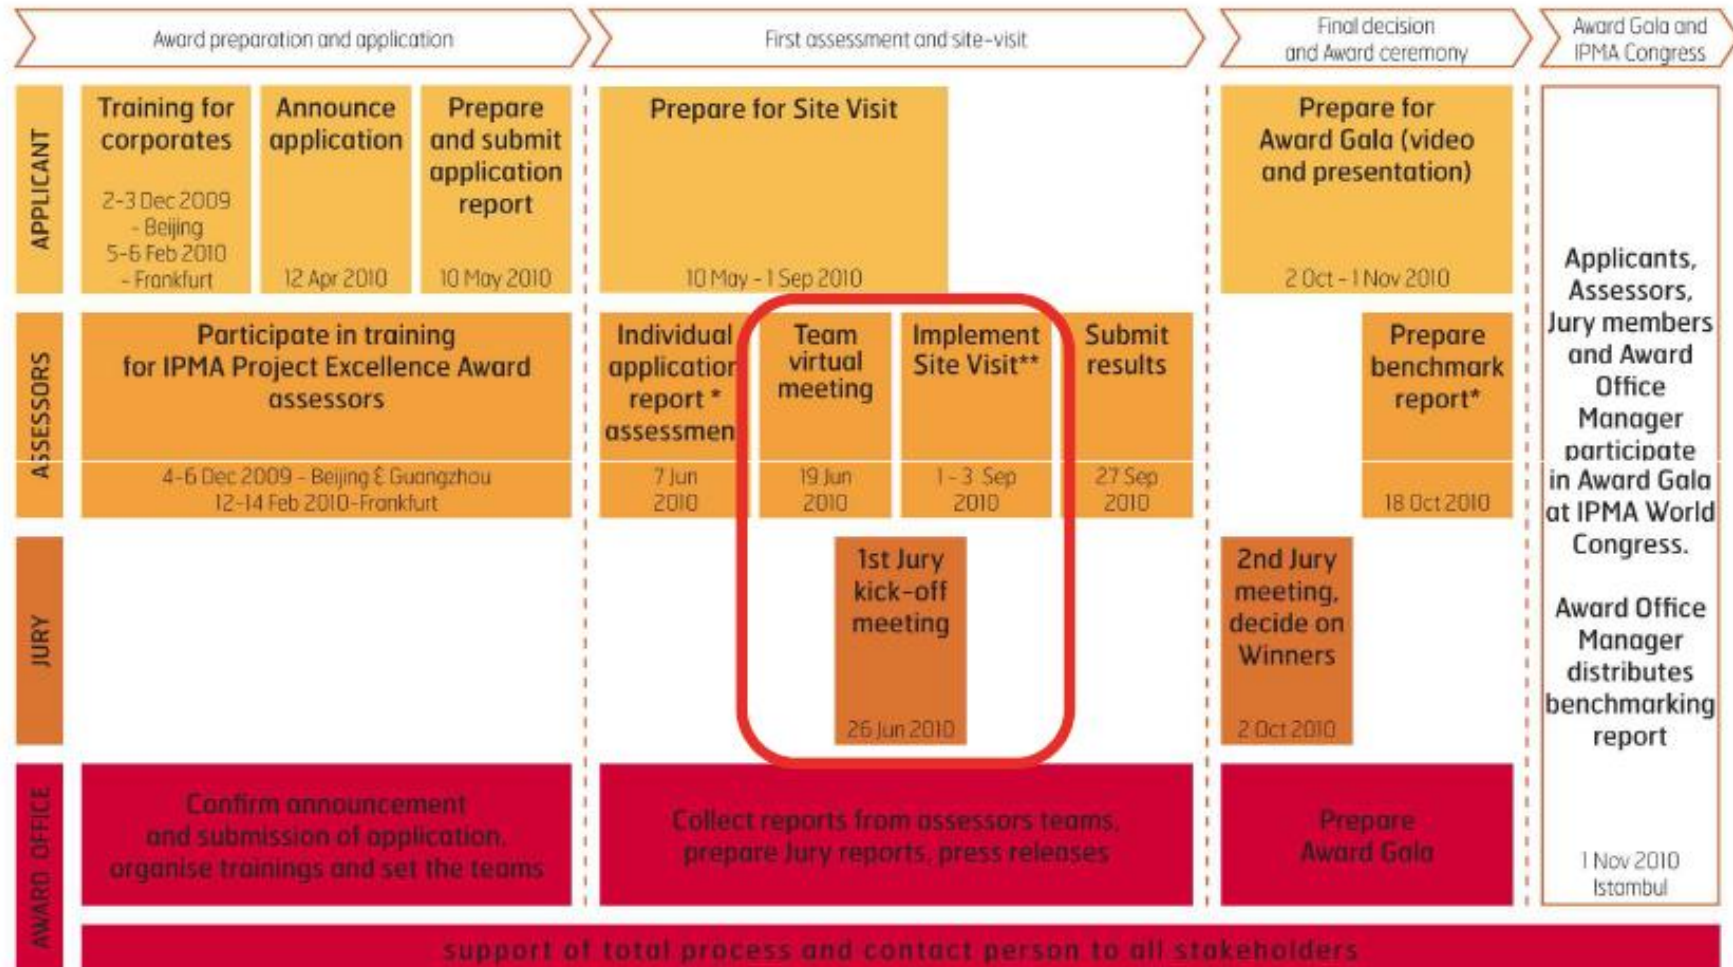 Award preparation and application
First assessment and site-visit
Final decision
and Award ceremony
Award Gala and
IPMA Congress
APPLICANT
Training for
corporates
2-3 Dec 2009
- Beijing
5-6 Feb 2010
- Frankfurt
Announce
application
12 Apr 2010
Prepare
and submit
application
report
10 May 2010
Prepare for Site Visit
10 May - 1 Sep 2010
Prepare for
Award Gala (video
and presentation)
2 Oct - 1 Nov 2010
ASSESSORS
Participate in training
for IPMA Project Excellence Award
assessors
4-6 Dec 2009 - Beijing & Guangzhou
12-14 Feb 2010-Frankfurt
Individual
application
report *
assessmen
7 Jun
2010
Team
virtual
meeting
19 Jun
2010
Implement
Site Visit**
1 - 3 Sep
2010
Submit
results
27 Sep
2010
Prepare
benchmark
report*
18 Oct 2010
JURY
1st Jury
kick-off
meeting
26 Jun 2010
2nd Jury
meeting,
decide on
Winners
2 Oct 2010
AWARD OFFICE
Confirm announcement
and submission of application,
organise trainings and set the teams
Collect reports from assessors teams,
prepare Jury reports, press releases
Prepare
Award Gala
Applicants,
Assessors,
Jury members
and Award
Office
Manager
participate
in Award Gala
at IPMA World
Congress.
Award Office
Manager
distributes
benchmarking
report
1 Nov 2010
Istambul
support of total process and contact person to all stakeholders